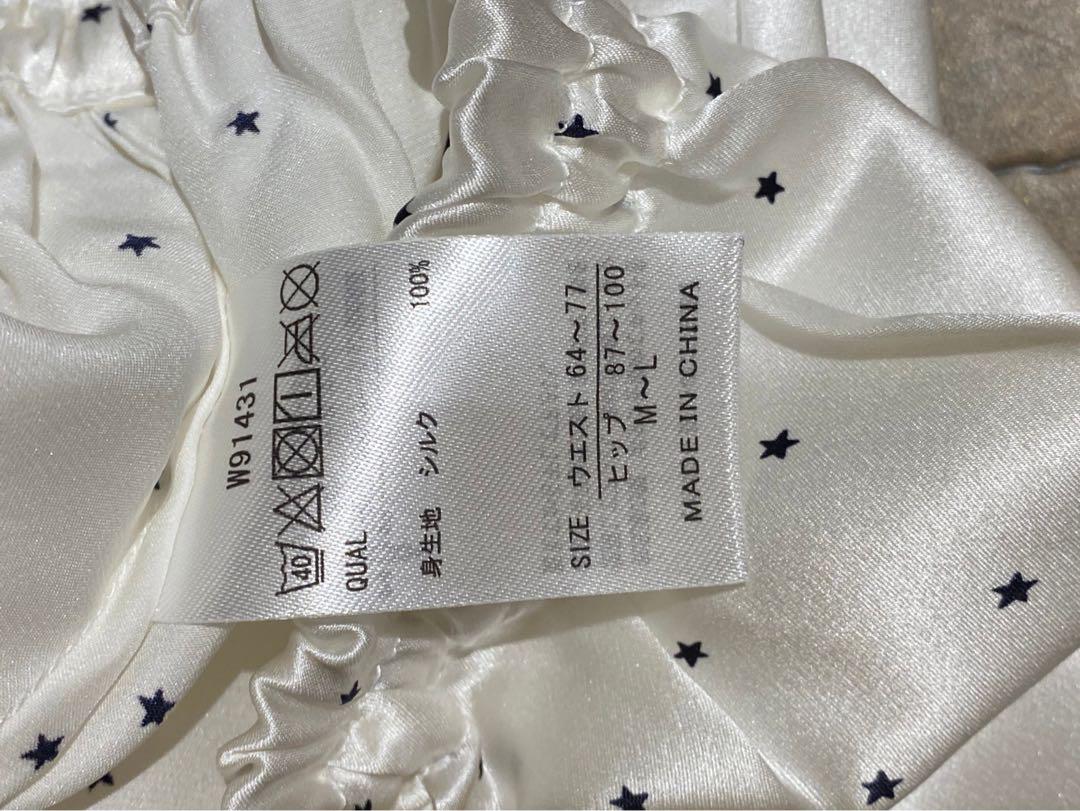 W91431
40
QUAL
身生地 シルク 100%
SIZE ウエスト 64～77
ヒップ 87～100
M～L
MADE IN CHINA